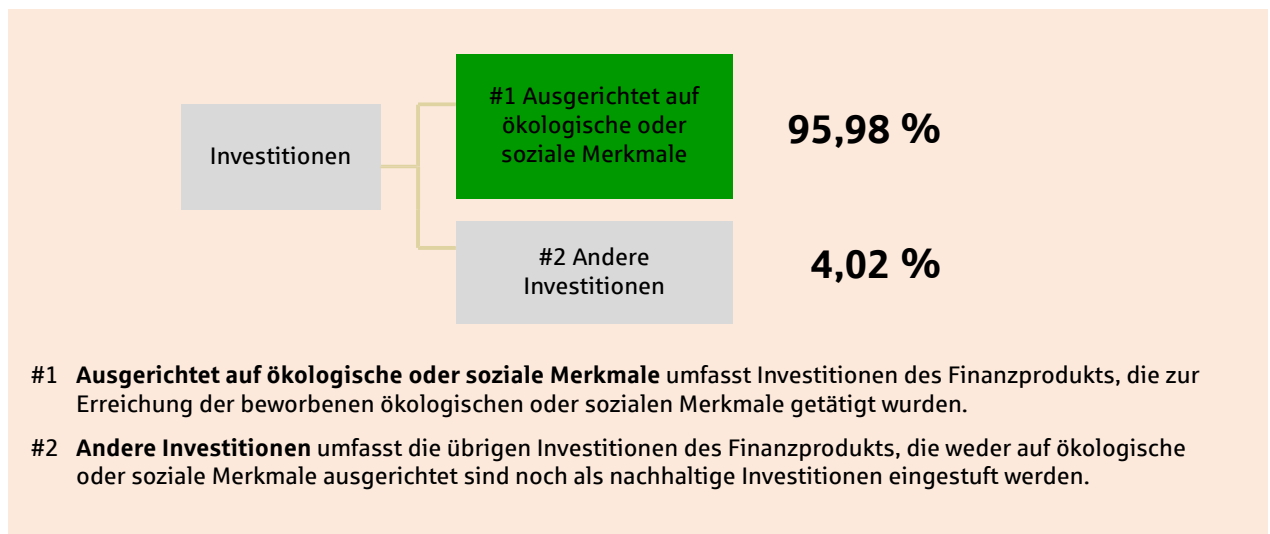 #1 Ausgerichtet auf
ökologische oder
soziale Merkmale
95,98 %
Investitionen
#2 Andere
Investitionen
4,02 %
#1 Ausgerichtet auf ökologische oder soziale Merkmale umfasst Investitionen des Finanzprodukts, die zur
Erreichung der beworbenen ökologischen oder sozialen Merkmale getätigt wurden.
#2 Andere Investitionen umfasst die übrigen Investitionen des Finanzprodukts, die weder auf ökologische
oder soziale Merkmale ausgerichtet sind noch als nachhaltige Investitionen eingestuft werden.